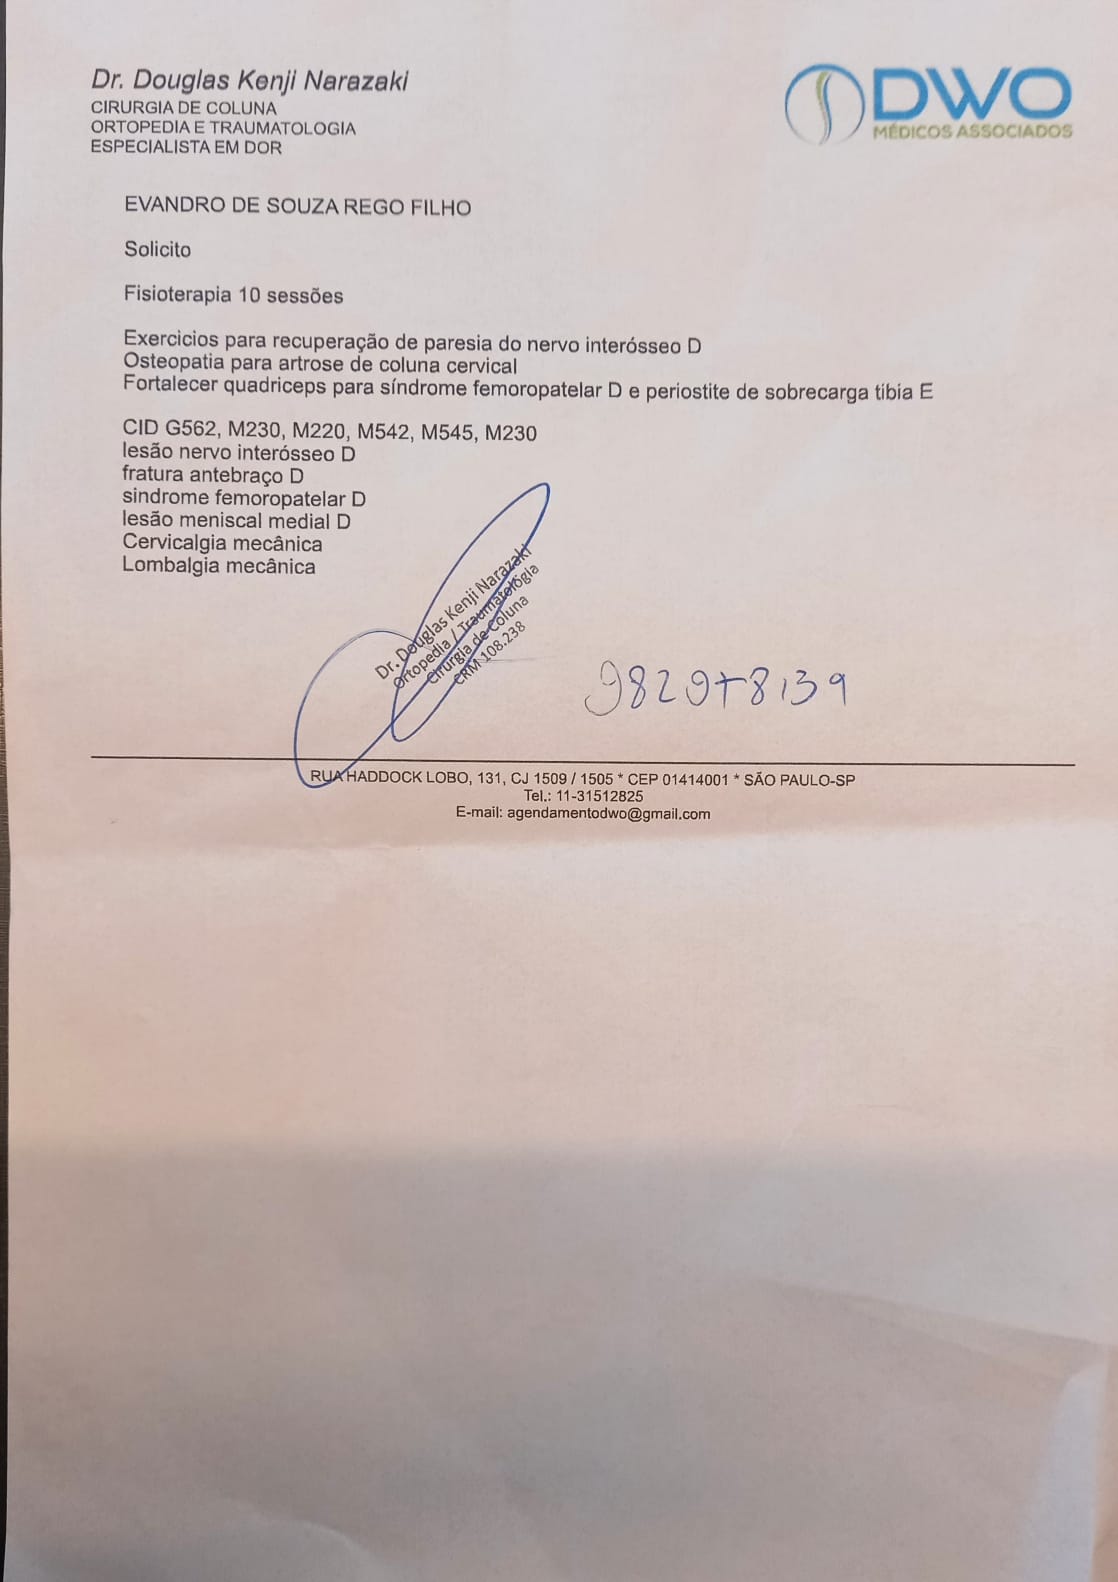 Dr. Douglas Kenji Narazaki
CIRURGIA DE COLUNA
ORTOPEDIA E TRAUMATOLOGIA
ESPECIALISTA EM DOR
DWO
MÉDICOS ASSOCIADOS
EVANDRO DE SOUZA REGO FILHO
Solicito
Fisioterapia 10 sessões
Exercicios para recuperação de paresia do nervo interósseo D
Osteopatia para artrose de coluna cervical
Fortalecer quadriceps para síndrome femoropatelar D e periostite de sobrecarga tibia E
CID G562, M230, M220, M542, M545, M230
lesão nervo interósseo D
fratura antebraço D
sindrome femoropatelar D
lesão meniscal medial D
Cervicalgia mecânica
Lombalgia mecânica
Dr. Douglas Kenji Narazaki
Ortopedia / Traumatologia
Cirurgia de Coluna
CRM 108.238
982978139
RUA HADDOCK LOBO, 131, CJ 1509 / 1505 * CEP 01414001 * SÃO PAULO-SP
Tel.: 11-31512825
E-mail: agendamentodwo@gmail.com